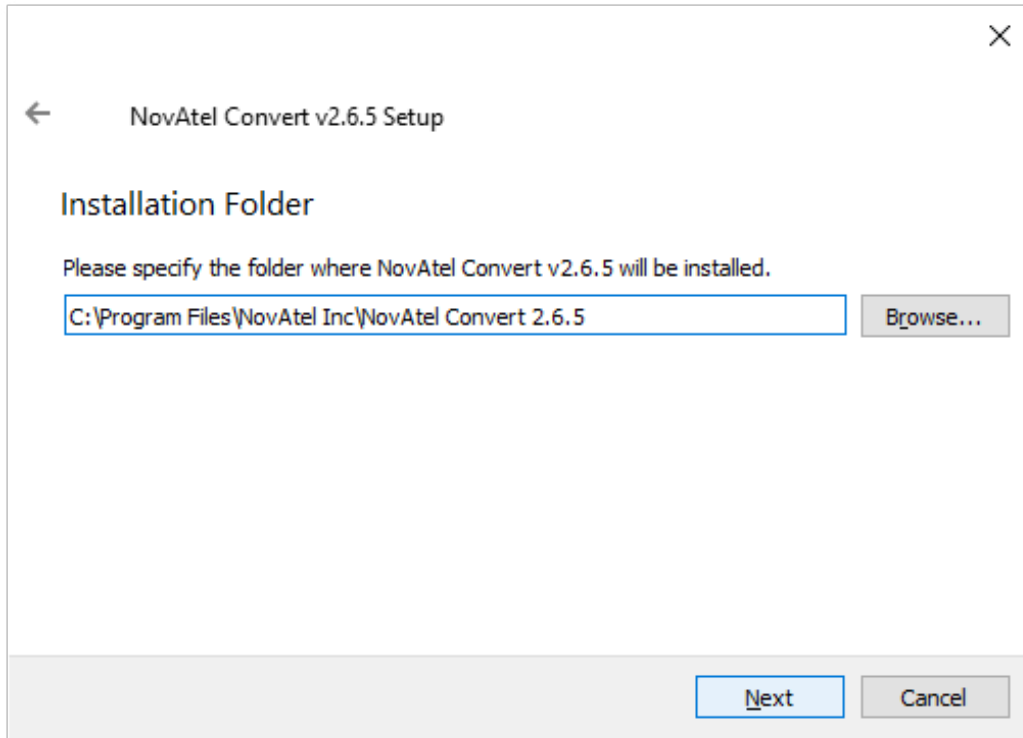 NovAtel Convert v2.6.5 Setup
Installation Folder
Please specify the folder where NovAtel Convert v2.6.5 will be installed.
C:\Program Files\NovAtel Inc\NovAtel Convert 2.6.5
Browse...
Next
Cancel